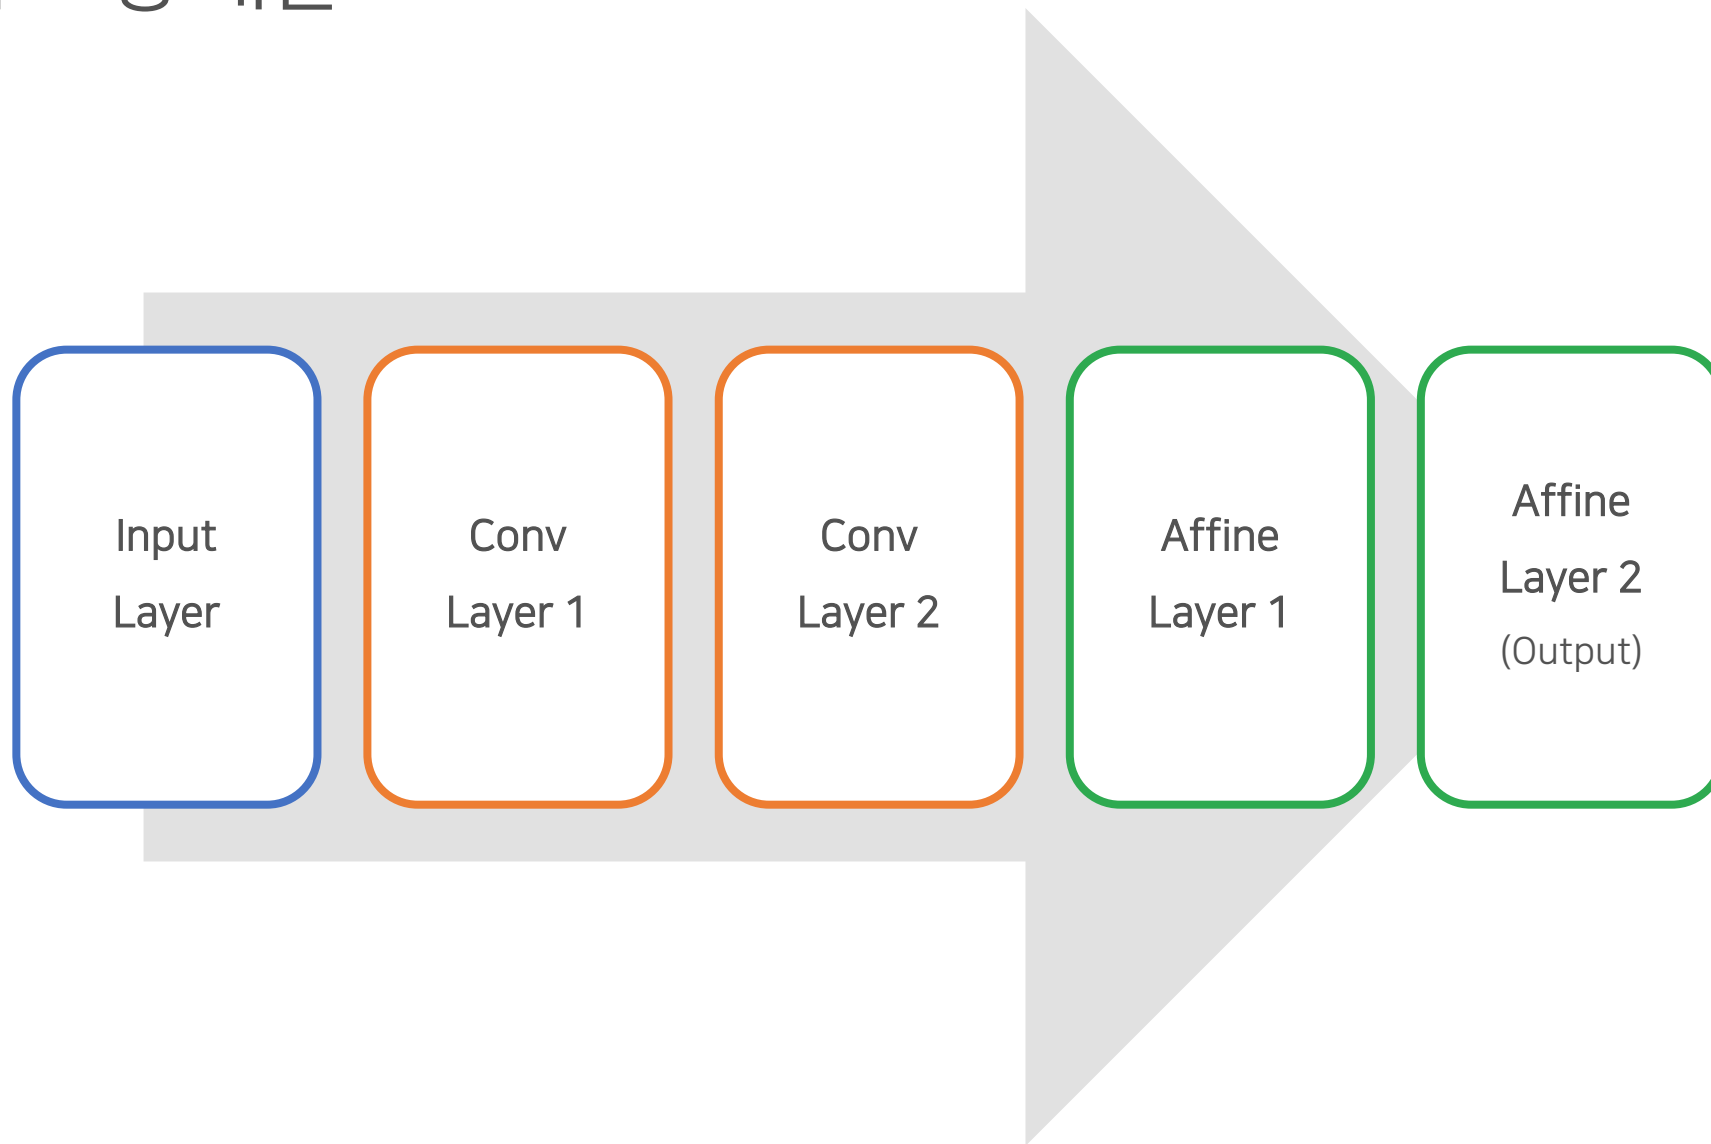 Input
Layer
Conv
Layer 1
Conv
Layer 2
Affine
Layer 1
Affine
Layer 2
(Output)